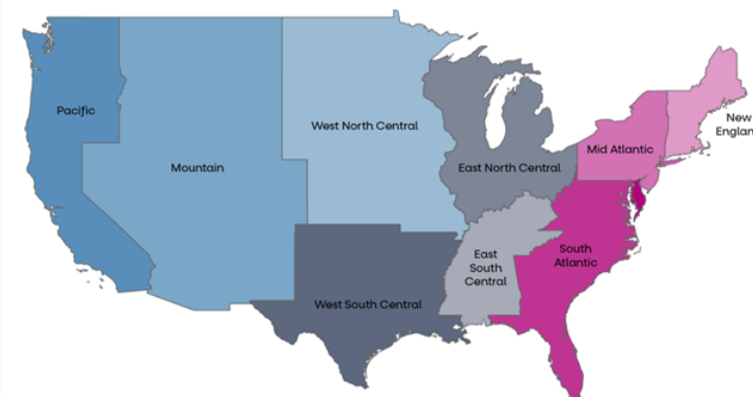 Pacific
Mountain
West North Central
East North Central
Mid Atlantic
New
Englan
West South Central
East
South
Central
South
Atlantic